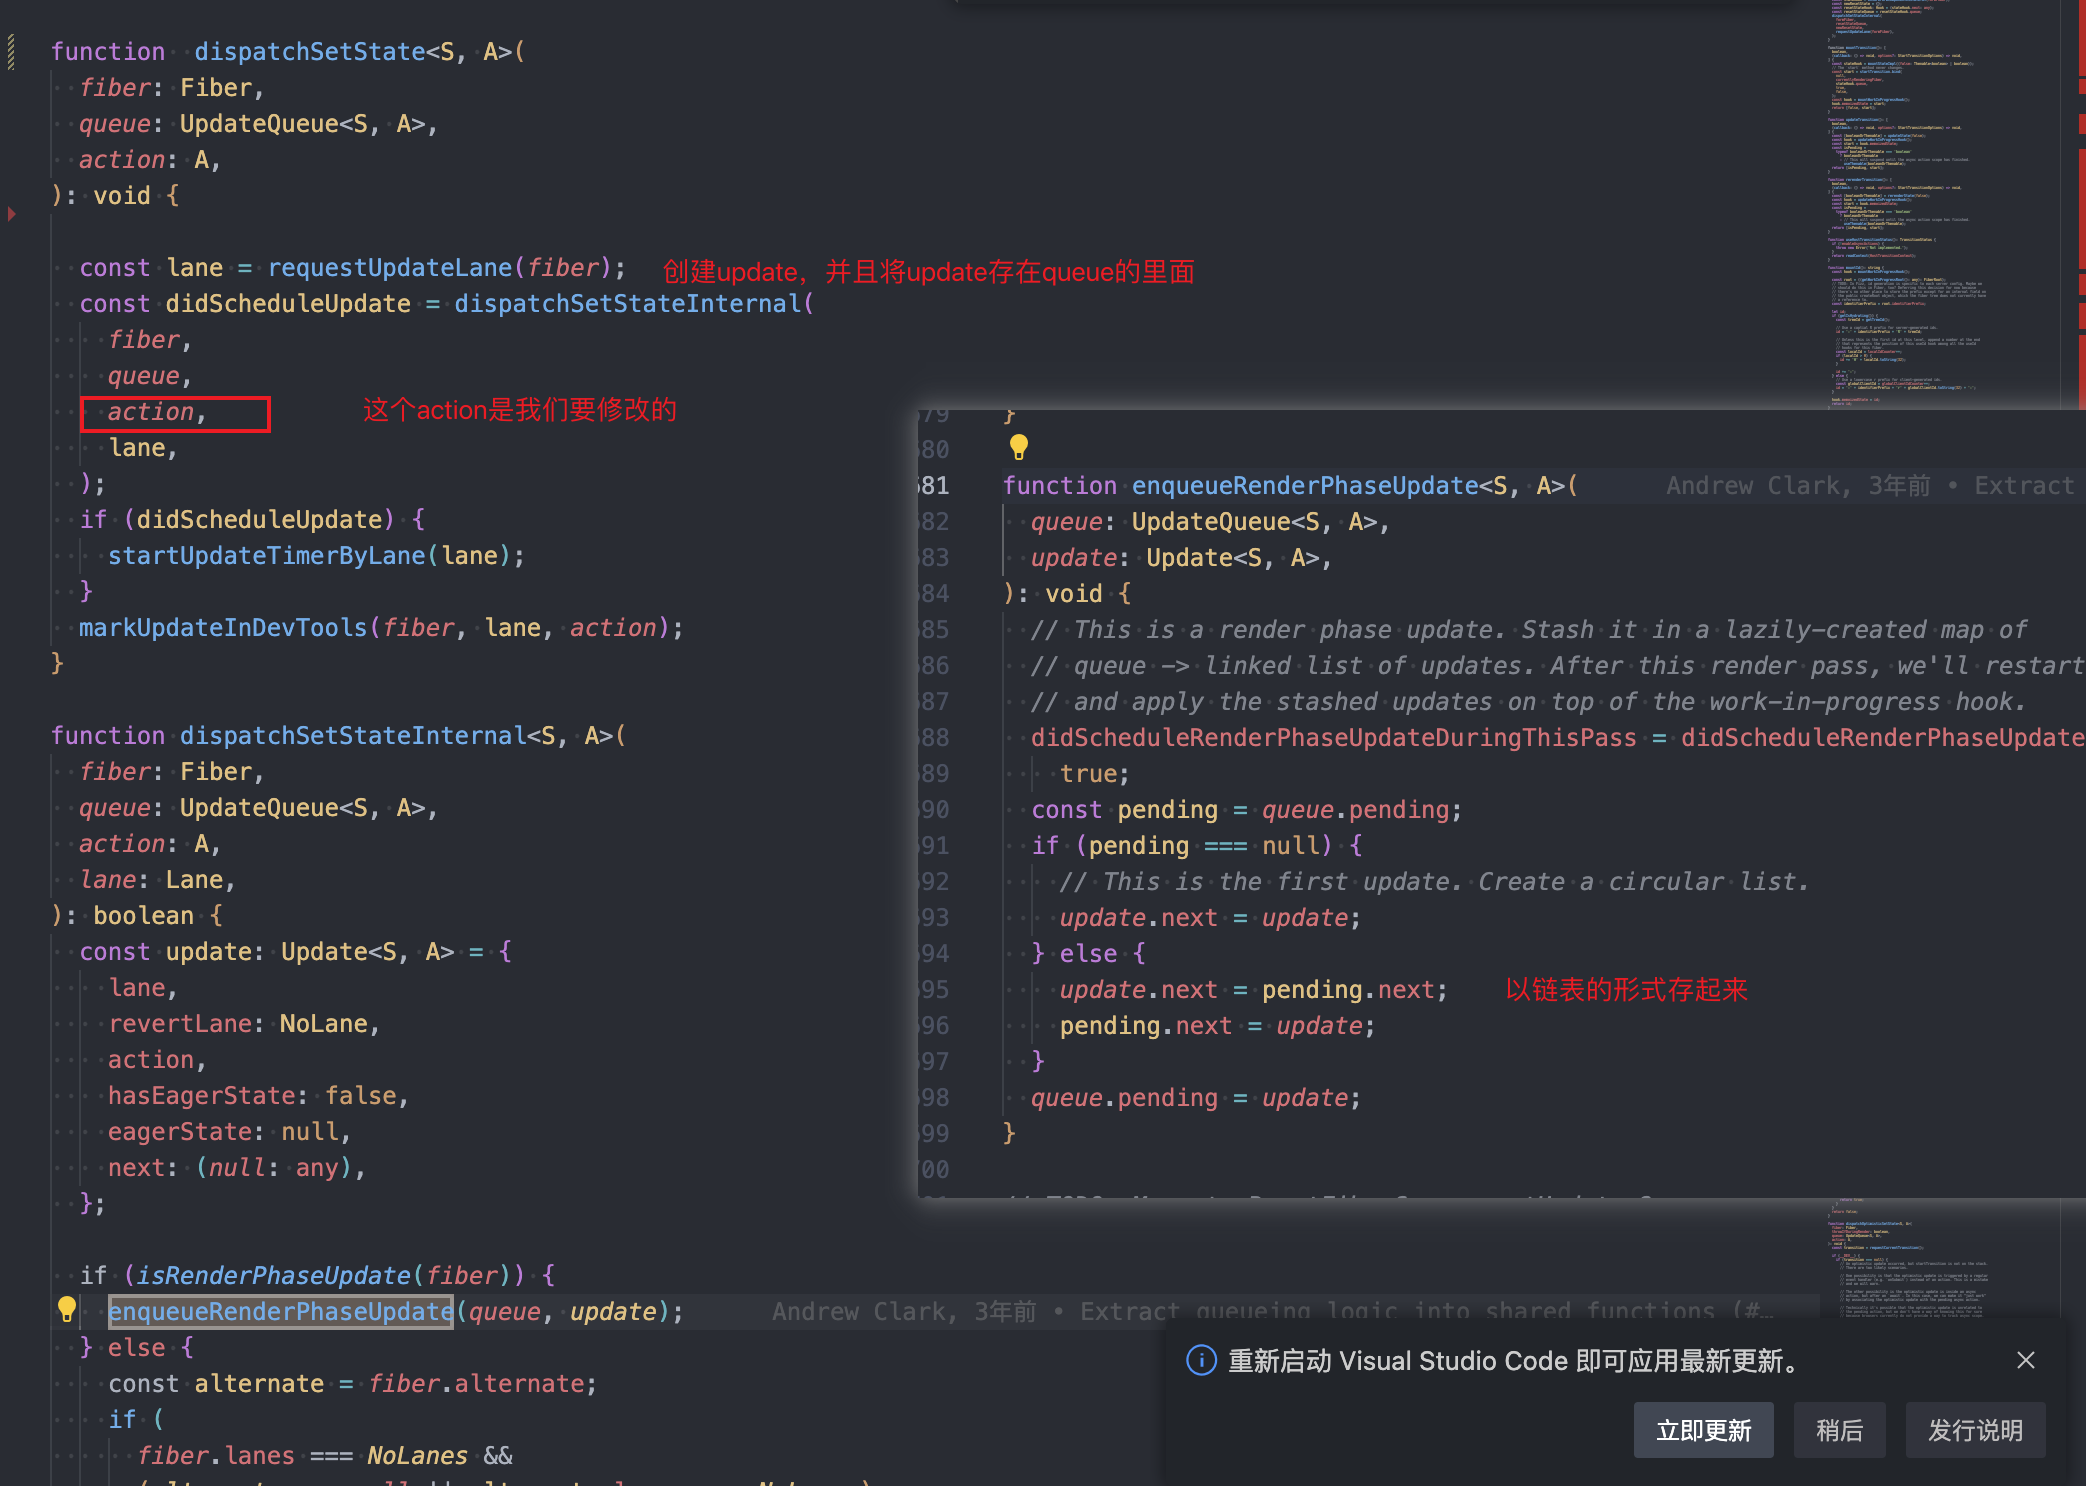 function dispatchSetState<S, A>(
fiber: Fiber,
queue: UpdateQueue<S, A>,
action: A,
): void {
const lane = requestUpdateLane(fiber); 创建update，并且将update存在queue的里面
const didScheduleUpdate = dispatchSetStateInternal(
fiber,
queue,
action, 这个action是我们要修改的
lane,
);
if (didScheduleUpdate) {
startUpdateTimerByLane(lane);
}
markUpdateInDevTools(fiber, lane, action);
}
function dispatchSetStateInternal<S, A>(
fiber: Fiber,
queue: UpdateQueue<S, A>,
action: A,
lane: Lane,
): boolean {
const update: Update<S, A> = {
lane,
revertLane: NoLane,
action,
hasEagerState: false,
eagerState: null,
next: (null: any),
};
if (isRenderPhaseUpdate(fiber)) {
enqueueRenderPhaseUpdate(queue, update); Andrew Clark, 3年前 • Extract queueing logic into shared functions (#…
} else {
const alternate = fiber.alternate;
if (
fiber.lanes === NoLanes &&
79 }
80
81 function enqueueRenderPhaseUpdate<S, A>( Andrew Clark, 3年前 • Extract
82 queue: UpdateQueue<S, A>,
83 update: Update<S, A>,
84 ): void {
85 // This is a render phase update. Stash it in a lazily-created map of
86 // queue -> linked list of updates. After this render pass, we'll restart
87 // and apply the stashed updates on top of the work-in-progress hook.
88 didScheduleRenderPhaseUpdateDuringThisPass = didScheduleRenderPhaseUpdate
89 true;
90 const pending = queue.pending;
91 if (pending === null) {
92 // This is the first update. Create a circular list.
93 update.next = update;
94 } else {
95 update.next = pending.next; 以链表的形式存起来
96 pending.next = update;
97 }
98 queue.pending = update;
99 }
00
重新启动 Visual Studio Code 即可应用最新更新。
立即更新 稍后 发行说明